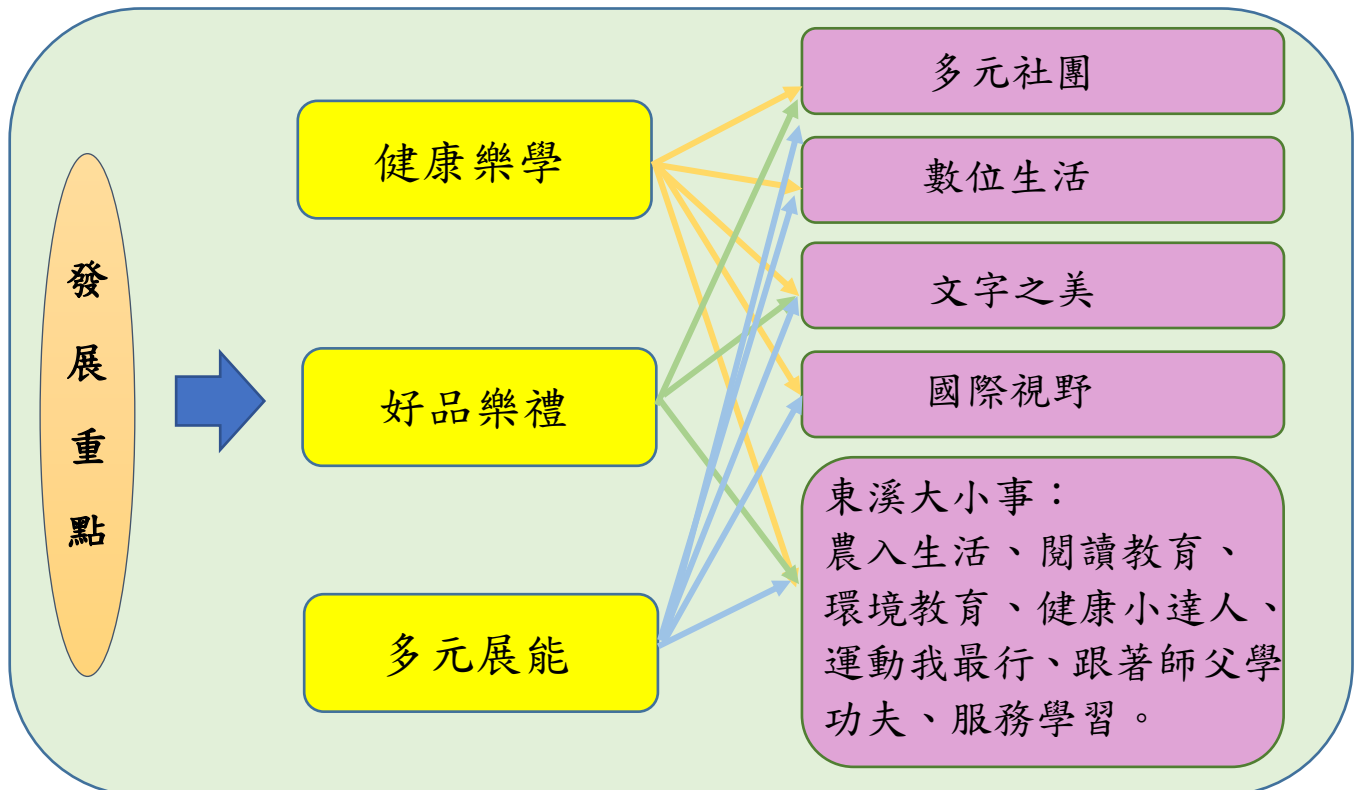 發展重點
健康樂學
好品樂禮
多元展能
多元社團
數位生活
文字之美
國際視野
東溪大小事：
農入生活、閱讀教育、
環境教育、健康小達人、
運動我最行、跟著師父學
功夫、服務學習。